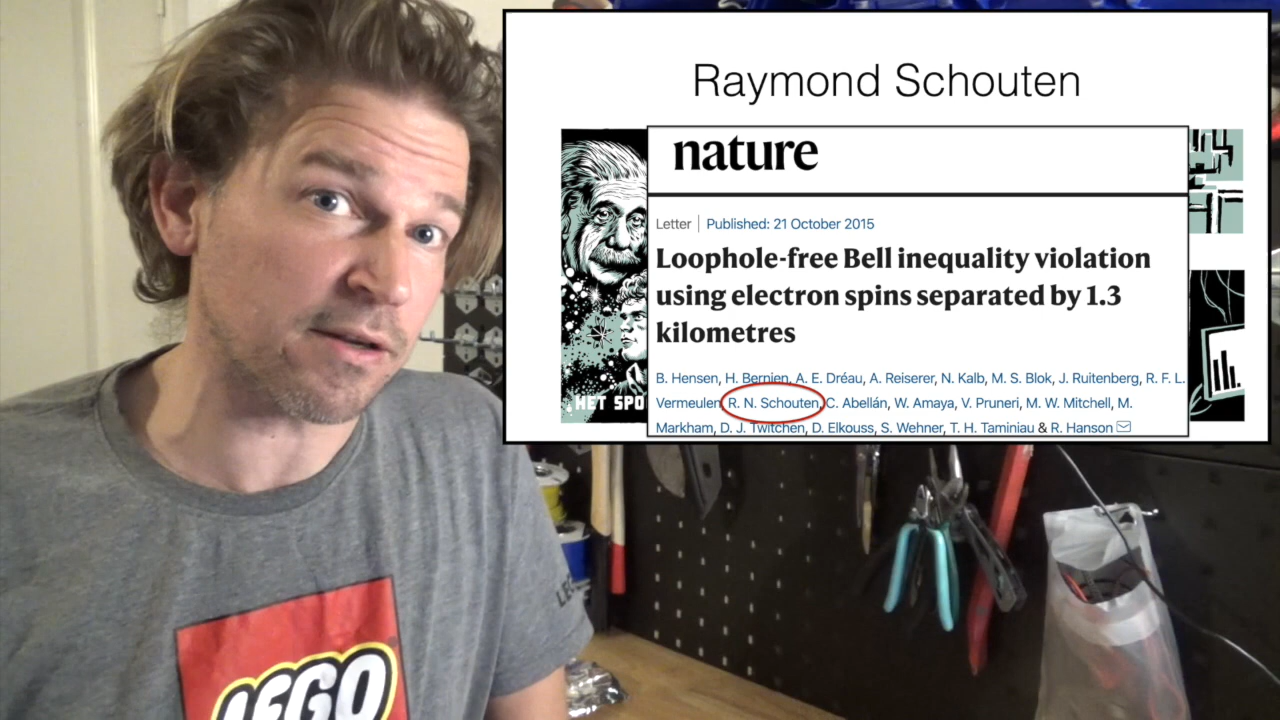 Raymond Schouten
nature
Letter | Published: 21 October 2015
Loophole-free Bell inequality violation
using electron spins separated by 1.3
kilometres
B. Hensen, H. Bernien, A. E. Dréau, A. Reiserer, N. Kalb, M. S. Blok, J. Ruitenberg, R. F. L.
Vermeulen, R. N. Schouten, C. Abellán, W. Amaya, V. Pruneri, M. W. Mitchell, M.
Markham, D. J. Twitchen, D. Elkouss, S. Wehner, T. H. Taminiau & R. Hanson
HET SPO
LEGO